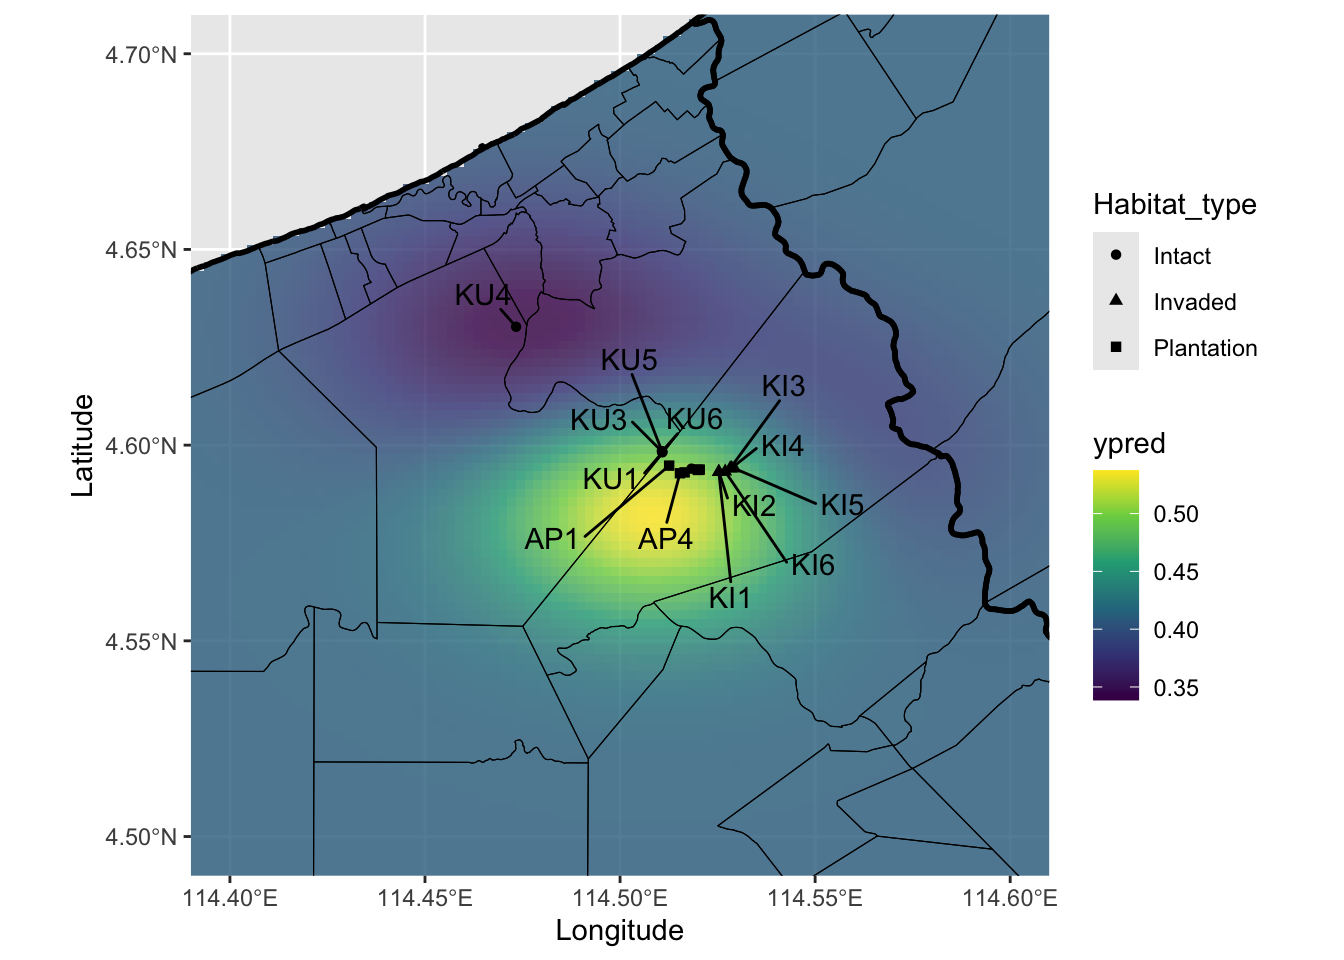 4.70°N
4.65°N
4.60°N
4.55°N
4.50°N
Latitude
KU4
KU5
KI3
KU3
KU6
KI4
KU1
KI2
KI5
AP1
AP4
KI6
KI1
114.40°E
114.45°E
114.50°E
114.55°E
114.60°E
Longitude
Habitat_type
Intact
Invaded
Plantation
ypred
0.50
0.45
0.40
0.35